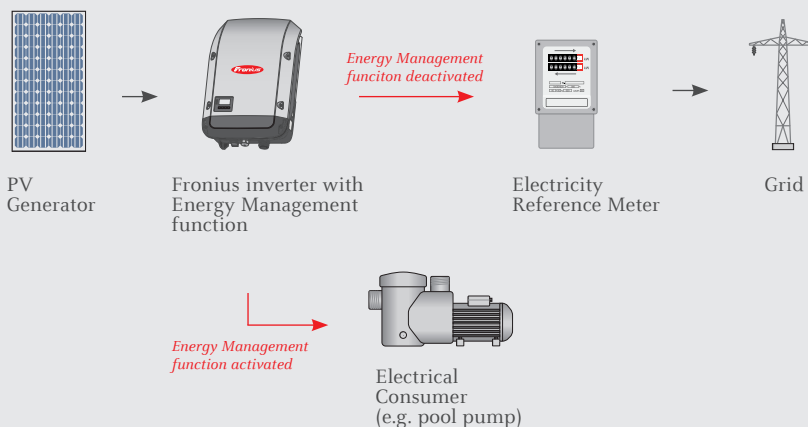 Fronius
Energy Management
funciton deactivated
PV
Generator
Fronius inverter with
Energy Management
function
Electricity
Reference Meter
Grid
Energy Management
function activated
Electrical
Consumer
(e.g. pool pump)